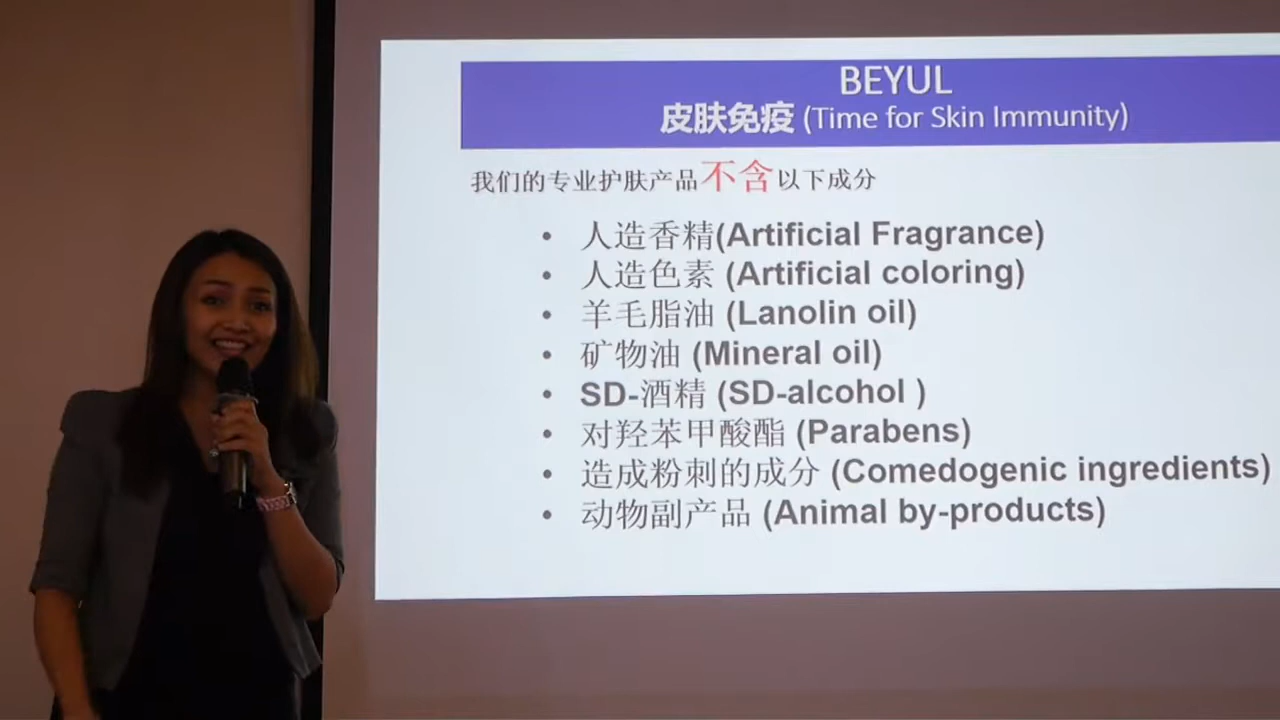 BEYUL
皮肤免疫 (Time for Skin Immunity)
我们的专业护肤产品不含以下成分
• 人造香精(Artificial Fragrance)
• 人造色素 (Artificial coloring)
• 羊毛脂油 (Lanolin oil)
• 矿物油 (Mineral oil)
• SD-酒精 (SD-alcohol )
• 对羟苯甲酸酯 (Parabens)
• 造成粉刺的成分 (Comedogenic ingredients)
• 动物副产品 (Animal by-products)